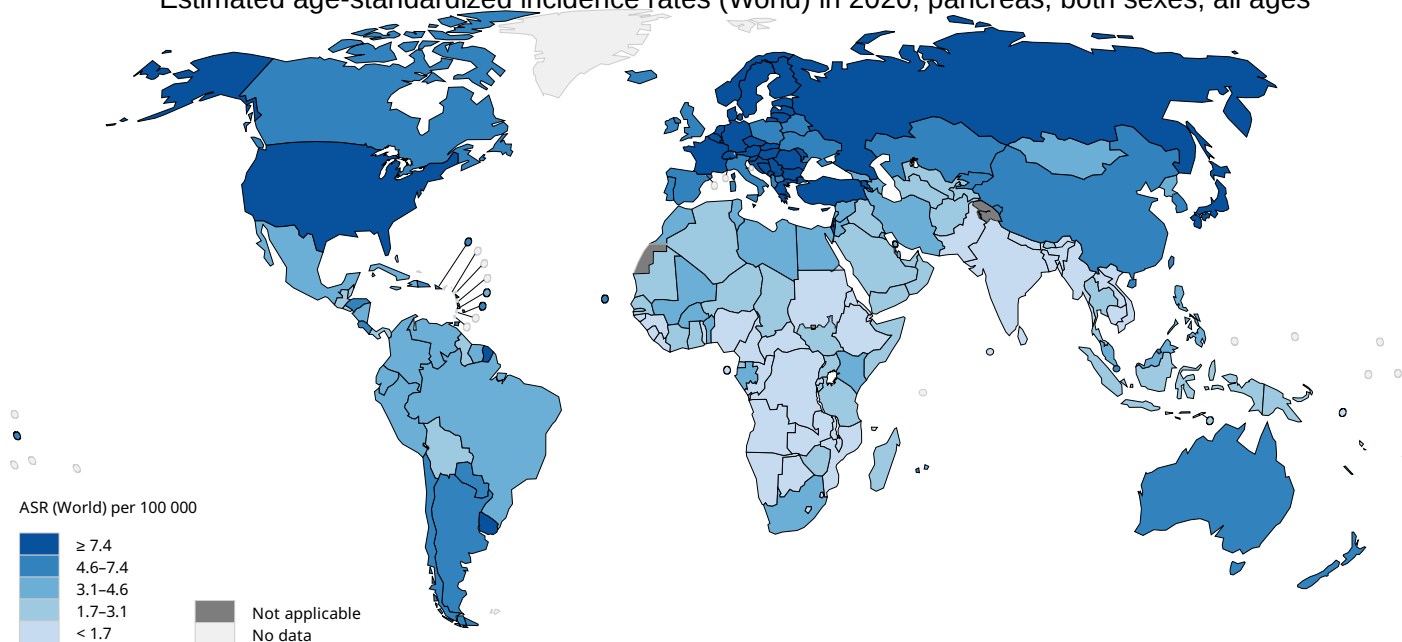 Estimated age-standardized incidence rates (World) in 2020, pancreas, both sexes, all ages
ASR (World) per 100 000
≥ 7.4
4.6–7.4
3.1–4.6
1.7–3.1
< 1.7
Not applicable
No data